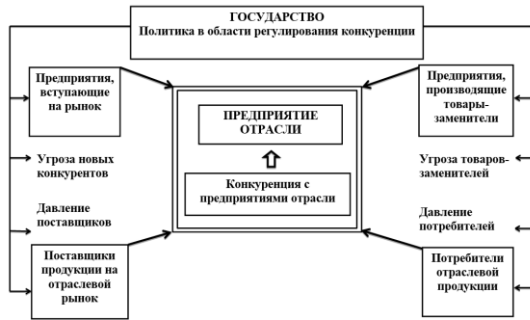 ГОСУДАРСТВО
Политика в области регулирования конкуренции
Предприятия,
вступающие
на рынок
Предприятия,
производящие
товары-
заменители
ПРЕДПРИЯТИЕ
ОТРАСЛИ
Угроза новых
конкурентов
Угроза товаров-
заменителей
Конкуренция с
предприятиями отрасли
Давление
поставщиков
Давление
потребителей
Поставщики
продукции на
отраслевой
рынок
Потребители
отраслевой
продукции